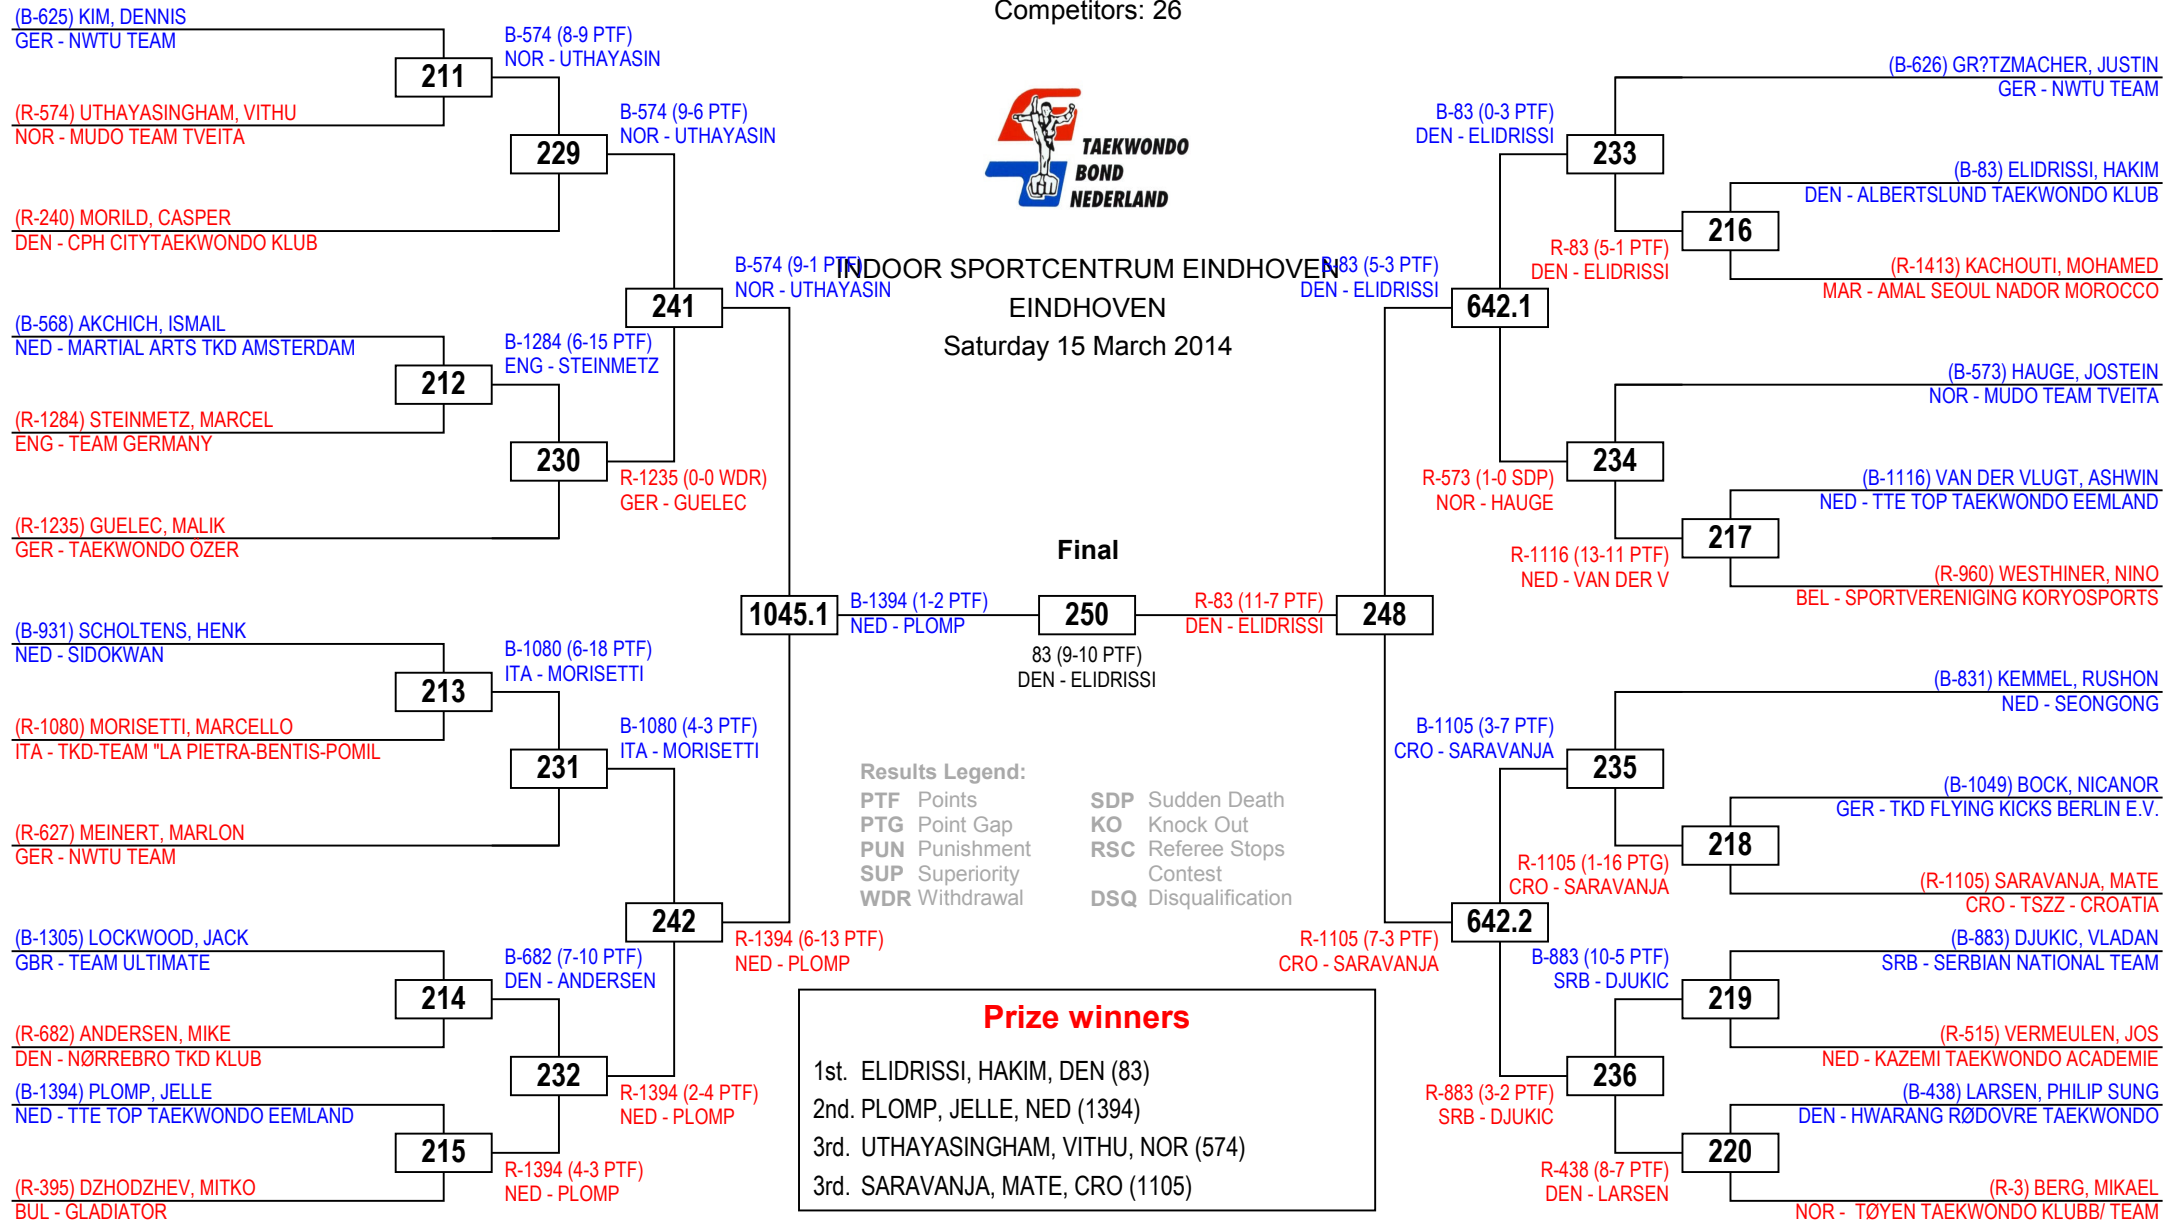 Competitors: 26
(B-625) KIM, DENNIS
GER - NWTU TEAM
211
(R-574) UTHAYASINGHAM, VITHU
NOR - MUDO TEAM TVEITA
B-574 (8-9 PTF)
NOR - UTHAYASIN
229
(R-240) MORILD, CASPER
DEN - CPH CITYTAEKWONDO KLUB
B-574 (9-6 PTF)
NOR - UTHAYASIN
241
(B-568) AKCHICH, ISMAIL
NED - MARTIAL ARTS TKD AMSTERDAM
212
(R-1284) STEINMETZ, MARCEL
ENG - TEAM GERMANY
B-1284 (6-15 PTF)
ENG - STEINMETZ
230
(R-1235) GUELEC, MALIK
GER - TAEKWONDO OZER
R-1235 (0-0 WDR)
GER - GUELEC
B-574 (9-1 PTF)
NOR - UTHAYASIN
1045.1
(B-931) SCHOLTENS, HENK
NED - SIDOKWAN
213
(R-1080) MORISETTI, MARCELLO
ITA - TKD-TEAM "LA PIETRA-BENTIS-POMIL
B-1080 (6-18 PTF)
ITA - MORISETTI
231
(R-627) MEINERT, MARLON
GER - NWTU TEAM
B-1080 (4-3 PTF)
ITA - MORISETTI
242
(B-1305) LOCKWOOD, JACK
GBR - TEAM ULTIMATE
214
(R-682) ANDERSEN, MIKE
DEN - NØRREBRO TKD KLUB
B-682 (7-10 PTF)
DEN - ANDERSEN
232
(B-1394) PLOMP, JELLE
NED - TTE TOP TAEKWONDO EEMLAND
215
(R-395) DZHODZHEV, MITKO
BUL - GLADIATOR
R-1394 (4-3 PTF)
NED - PLOMP
R-1394 (2-4 PTF)
NED - PLOMP
R-1394 (6-13 PTF)
NED - PLOMP
TAEKWONDO
BOND
NEDERLAND
INDOOR SPORTCENTRUM EINDHOVEN
EINDHOVEN
Saturday 15 March 2014
Final
B-1394 (1-2 PTF)
NED - PLOMP
250
83 (9-10 PTF)
DEN - ELIDRISSI
R-83 (11-7 PTF)
DEN - ELIDRISSI
248
Results Legend:
PTF Points
PTG Point Gap
PUN Punishment
SUP Superiority
WDR Withdrawal
SDP Sudden Death
KO Knock Out
RSC Referee Stops
Contest
DSQ Disqualification
Prize winners
1st. ELIDRISSI, HAKIM, DEN (83)
2nd. PLOMP, JELLE, NED (1394)
3rd. UTHAYASINGHAM, VITHU, NOR (574)
3rd. SARAVANJA, MATE, CRO (1105)
(B-626) GR?TZMACHER, JUSTIN
GER - NWTU TEAM
B-83 (0-3 PTF)
DEN - ELIDRISSI
233
(B-83) ELIDRISSI, HAKIM
DEN - ALBERTSLUND TAEKWONDO KLUB
216
R-83 (5-1 PTF)
DEN - ELIDRISSI
(R-1413) KACHOUTI, MOHAMED
MAR - AMAL SEOUL NADOR MOROCCO
B-83 (5-3 PTF)
DEN - ELIDRISSI
642.1
(B-573) HAUGE, JOSTEIN
NOR - MUDO TEAM TVEITA
234
R-573 (1-0 SDP)
NOR - HAUGE
(B-1116) VAN DER VLUGT, ASHWIN
NED - TTE TOP TAEKWONDO EEMLAND
217
R-1116 (13-11 PTF)
NED - VAN DER V
(R-960) WESTHINER, NINO
BEL - SPORTVERENIGING KORYOSPORTS
(B-831) KEMMEL, RUSHON
NED - SEONGONG
B-1105 (3-7 PTF)
CRO - SARAVANJA
235
(B-1049) BOCK, NICANOR
GER - TKD FLYING KICKS BERLIN E.V.
218
R-1105 (1-16 PTG)
CRO - SARAVANJA
(R-1105) SARAVANJA, MATE
CRO - TSZZ - CROATIA
642.2
R-1105 (7-3 PTF)
CRO - SARAVANJA
(B-883) DJUKIC, VLADAN
SRB - SERBIAN NATIONAL TEAM
B-883 (10-5 PTF)
SRB - DJUKIC
219
(R-515) VERMEULEN, JOS
NED - KAZEMI TAEKWONDO ACADEMIE
236
R-883 (3-2 PTF)
SRB - DJUKIC
(B-438) LARSEN, PHILIP SUNG
DEN - HWARANG RØDOVRE TAEKWONDO
220
R-438 (8-7 PTF)
DEN - LARSEN
(R-3) BERG, MIKAEL
NOR - TØYEN TAEKWONDO KLUBB/ TEAM